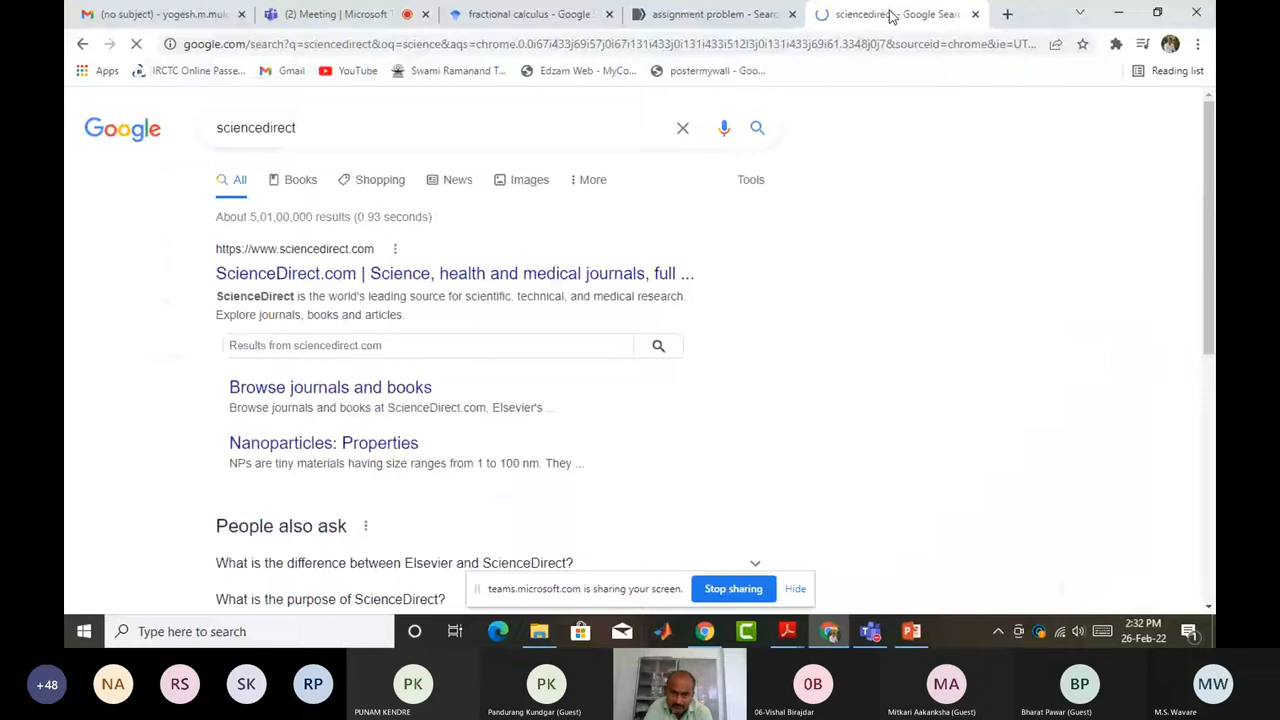 (no subject) - yogesh.m.muk
(2) Meeting | Microsoft T
fractional calculus - Google
assignment problem - Sear
sciencedirect - Google Sear
google.com/search?q=sciencedirect&oq=science&aqs=chrome.0.0i67i433j69i57j0i67i433j0i131i433i512l3j0i131i433j69i61.3348j0j7&sourceid=chrome&ie=UT...
Apps
IRCTC Online Passe...
Gmail
YouTube
Swami Ramanand T...
Edzam Web - MyCo...
postermywall - Goo...
Reading list
Google
sciencedirect
All
Books
Shopping
News
Images
More
Tools
About 5,01,00,000 results (0.93 seconds)
https://www.sciencedirect.com
ScienceDirect.com | Science, health and medical journals, full ...
ScienceDirect is the world's leading source for scientific, technical, and medical research.
Explore journals, books and articles.
Results from sciencedirect.com
Browse journals and books
Browse journals and books at ScienceDirect.com, Elsevier's ...
Nanoparticles: Properties
NPs are tiny materials having size ranges from 1 to 100 nm. They ...
People also ask
What is the difference between Elsevier and ScienceDirect?
What is the purpose of ScienceDirect?
teams.microsoft.com is sharing your screen.
Stop sharing
Hide
Type here to search
2:32 PM
26-Feb-22
1
+48
NA
RS
SK
RP
PK
PUNAM KENDRE
PK
Pandurang Kundgar (Guest)
0B
06-Vishal Birajdar
MA
Mitkari Aakanksha (Guest)
BP
Bharat Pawar (Guest)
MW
M.S. Wavare